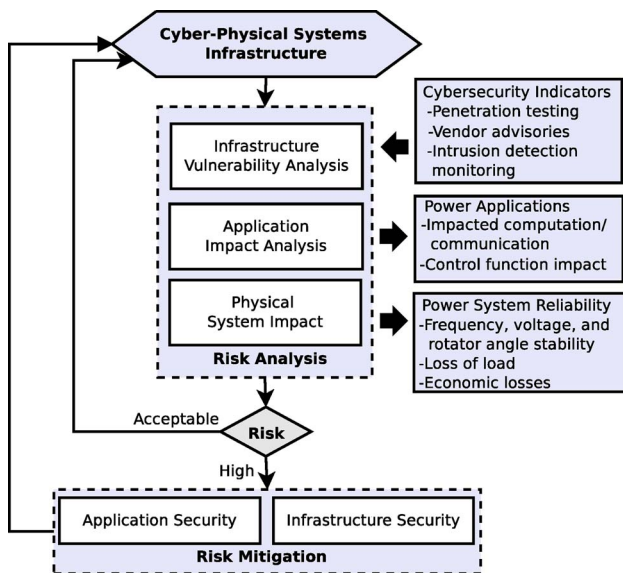 Cyber-Physical Systems
Infrastructure
Infrastructure
Vulnerability Analysis
Cybersecurity Indicators
-Penetration testing
-Vendor advisories
-Intrusion detection
monitoring
Application
Impact Analysis
Power Applications
-Impacted computation/
communication
-Control function impact
Physical
System Impact
Risk Analysis
Power System Reliability
-Frequency, voltage, and
rotator angle stability
-Loss of load
-Economic losses
Acceptable
Risk
High
Application Security
Infrastructure Security
Risk Mitigation